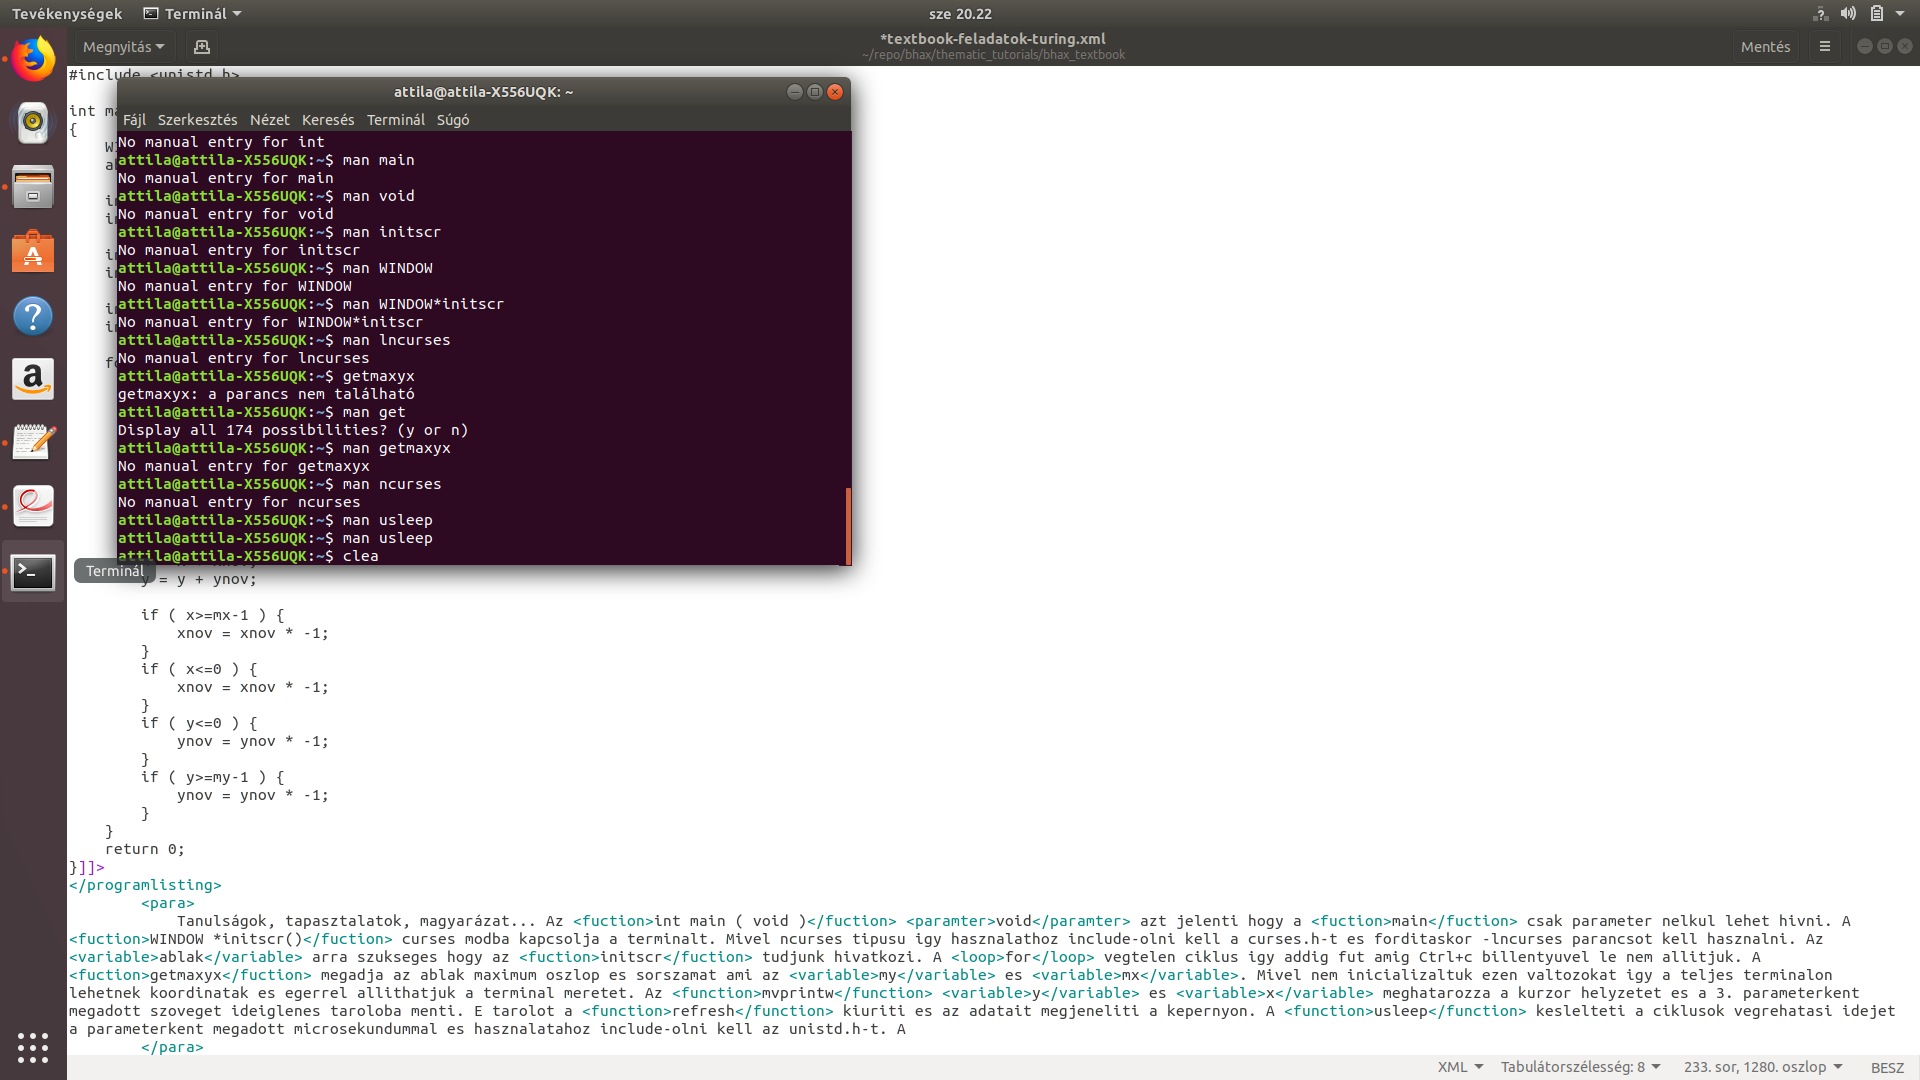 Tevékenységek
Terminál
sze 20.22
Megnyitás
*textbook-feladatok-turing.xml
~/repo/bhax/thematic_tutorials/bhax_textbook
Mentés
#include <unistd.h>
int ma
{
attila@attila-X556UQK: ~
Fájl Szerkesztés Nézet Keresés Terminál Súgó
No manual entry for int
attila@attila-X556UQK:~$ man main
No manual entry for main
attila@attila-X556UQK:~$ man void
No manual entry for void
attila@attila-X556UQK:~$ man initscr
No manual entry for initscr
attila@attila-X556UQK:~$ man WINDOW
No manual entry for WINDOW
attila@attila-X556UQK:~$ man WINDOW*initscr
No manual entry for WINDOW*initscr
attila@attila-X556UQK:~$ man lncurses
No manual entry for lncurses
attila@attila-X556UQK:~$ getmaxyx
getmaxyx: a parancs nem található
attila@attila-X556UQK:~$ man get
Display all 174 possibilities? (y or n)
attila@attila-X556UQK:~$ man getmaxyx
No manual entry for getmaxyx
attila@attila-X556UQK:~$ man ncurses
No manual entry for ncurses
attila@attila-X556UQK:~$ man usleep
attila@attila-X556UQK:~$ man usleep
attila@attila-X556UQK:~$ clea
Terminál
y = y + ynov;
if ( x>=mx-1 ) {
xnov = xnov * -1;
}
if ( x<=0 ) {
xnov = xnov * -1;
}
if ( y<=0 ) {
ynov = ynov * -1;
}
if ( y>=my-1 ) {
ynov = ynov * -1;
}
}
return 0;
}]]>
</programlisting>
<para>
Tanulságok, tapasztalatok, magyarázat... Az <fuction>int main ( void )</fuction> <paramter>void</paramter> azt jelenti hogy a <fuction>main</fuction> csak parameter nelkul lehet hivni. A
<fuction>WINDOW *initscr()</fuction> curses modba kapcsolja a terminalt. Mivel ncurses tipusu igy hasznalathoz include-olni kell a curses.h-t es forditaskor -lncurses parancsot kell hasznalni. Az
<variable>ablak</variable> arra szukseges hogy az <fuction>initscr</fuction> tudjunk hivatkozi. A <loop>for</loop> vegtelen ciklus igy addig fut amig Ctrl+c billentyuvel le nem allitjuk. A
<fuction>getmaxyx</fuction> megadja az ablak maximum oszlop es sorszamat ami az <variable>my</variable> es <variable>mx</variable>. Mivel nem inicializaltuk ezen valtozokat igy a teljes terminalon
lehetnek koordinatak es egerrel allithatjuk a terminal meretet. Az <function>mvprintw</function> <variable>y</variable> es <variable>x</variable> meghatarozza a kurzor helyzetet es a 3. parameterkent
megadott szoveget ideiglenes taroloba menti. E tarolot a <function>refresh</function> kiuriti es az adatait megjeneliti a kepernyon. A <function>usleep</function> keslelteti a ciklusok vegrehatasi idejet
a parameterkent megadott microsekundummal es hasznalatahoz include-olni kell az unistd.h-t. A
</para>
XML Tabulátorszélesség: 8 233. sor, 1280. oszlop BESZ